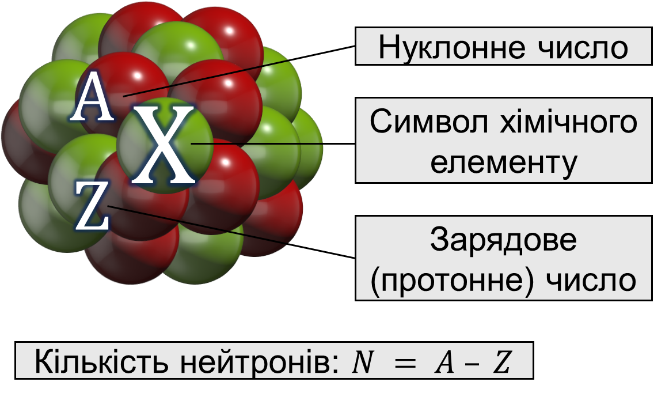 A
X
Z
Нуклонне число
Символ хімічного
елементу
Зарядове
(протонне) число
Кількість нейтронів: N = A – Z